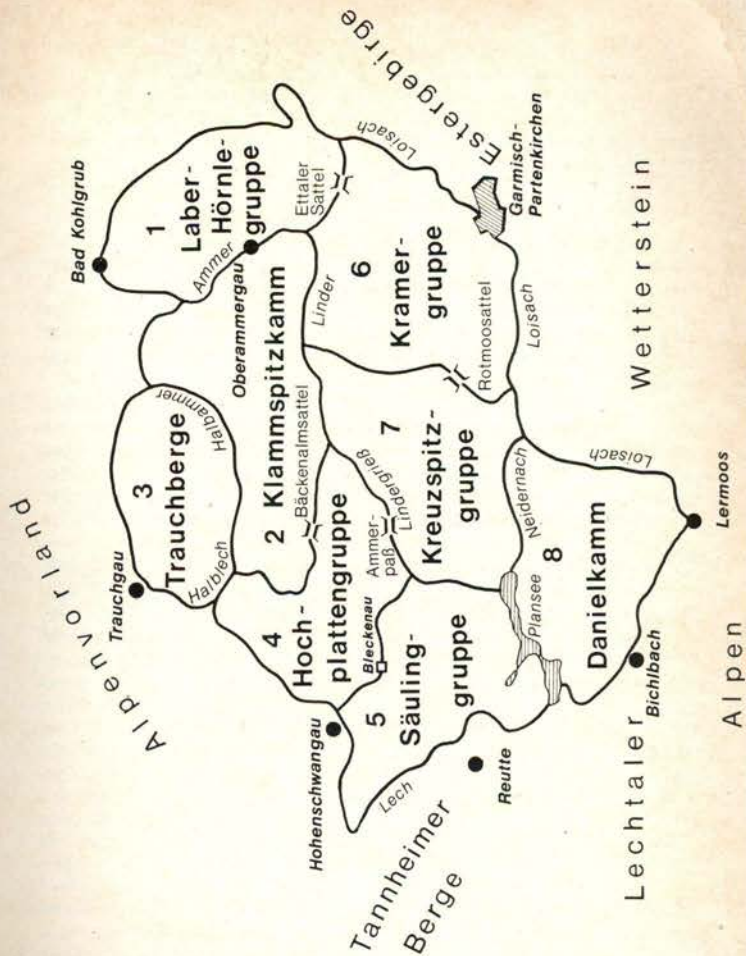 Alpenvorland
Estergebirge
Wetterstein
Lechtaler
Alpen
Tannheimer
Berge
Bad Kohlgrub
Trauchgau
Hohenschwangau
Oberammergau
Garmisch-
Partenkirchen
Reutte
Bichlbach
Lermoos
Bleckenau
1
Laber-
Hörnle-
gruppe
Ammer
Ettaler
Sattel
Loisach
2 Klammspitzkamm
Bäckenalmsattel
Linder
3
Trauchberge
Halbammer
Halblech
4
Hoch-
plattengruppe
Ammer-
paß
Lindergrieß
5
Säuling-
gruppe
Lech
6
Kramer-
gruppe
Rotmoosattel
Loisach
7
Kreuzspitz-
gruppe
Neidernach
Plansee
8
Danielkamm
Loisach